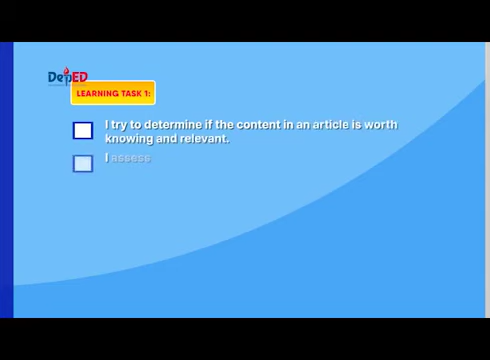 DepED
LEARNING TASK 1:
I try to determine if the content in an article is worth
knowing and relevant.
I assess